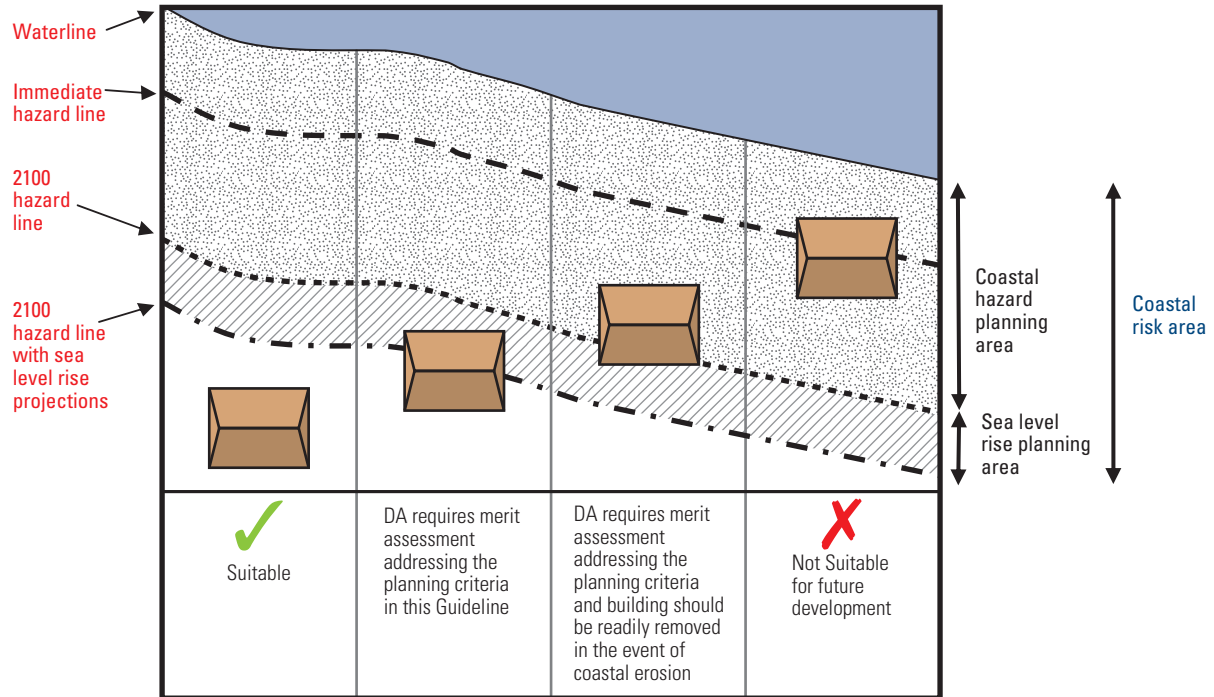 Waterline
Immediate
hazard line
2100
hazard
line
2100
hazard line
with sea
level rise
projections
Coastal
hazard
planning
area
Coastal
risk area
Sea level
rise planning
area
Suitable
DA requires merit
assessment
addressing the
planning criteria
in this Guideline
DA requires merit
assessment
addressing the
planning criteria
and building should
be readily removed
in the event of
coastal erosion
Not Suitable
for future
development